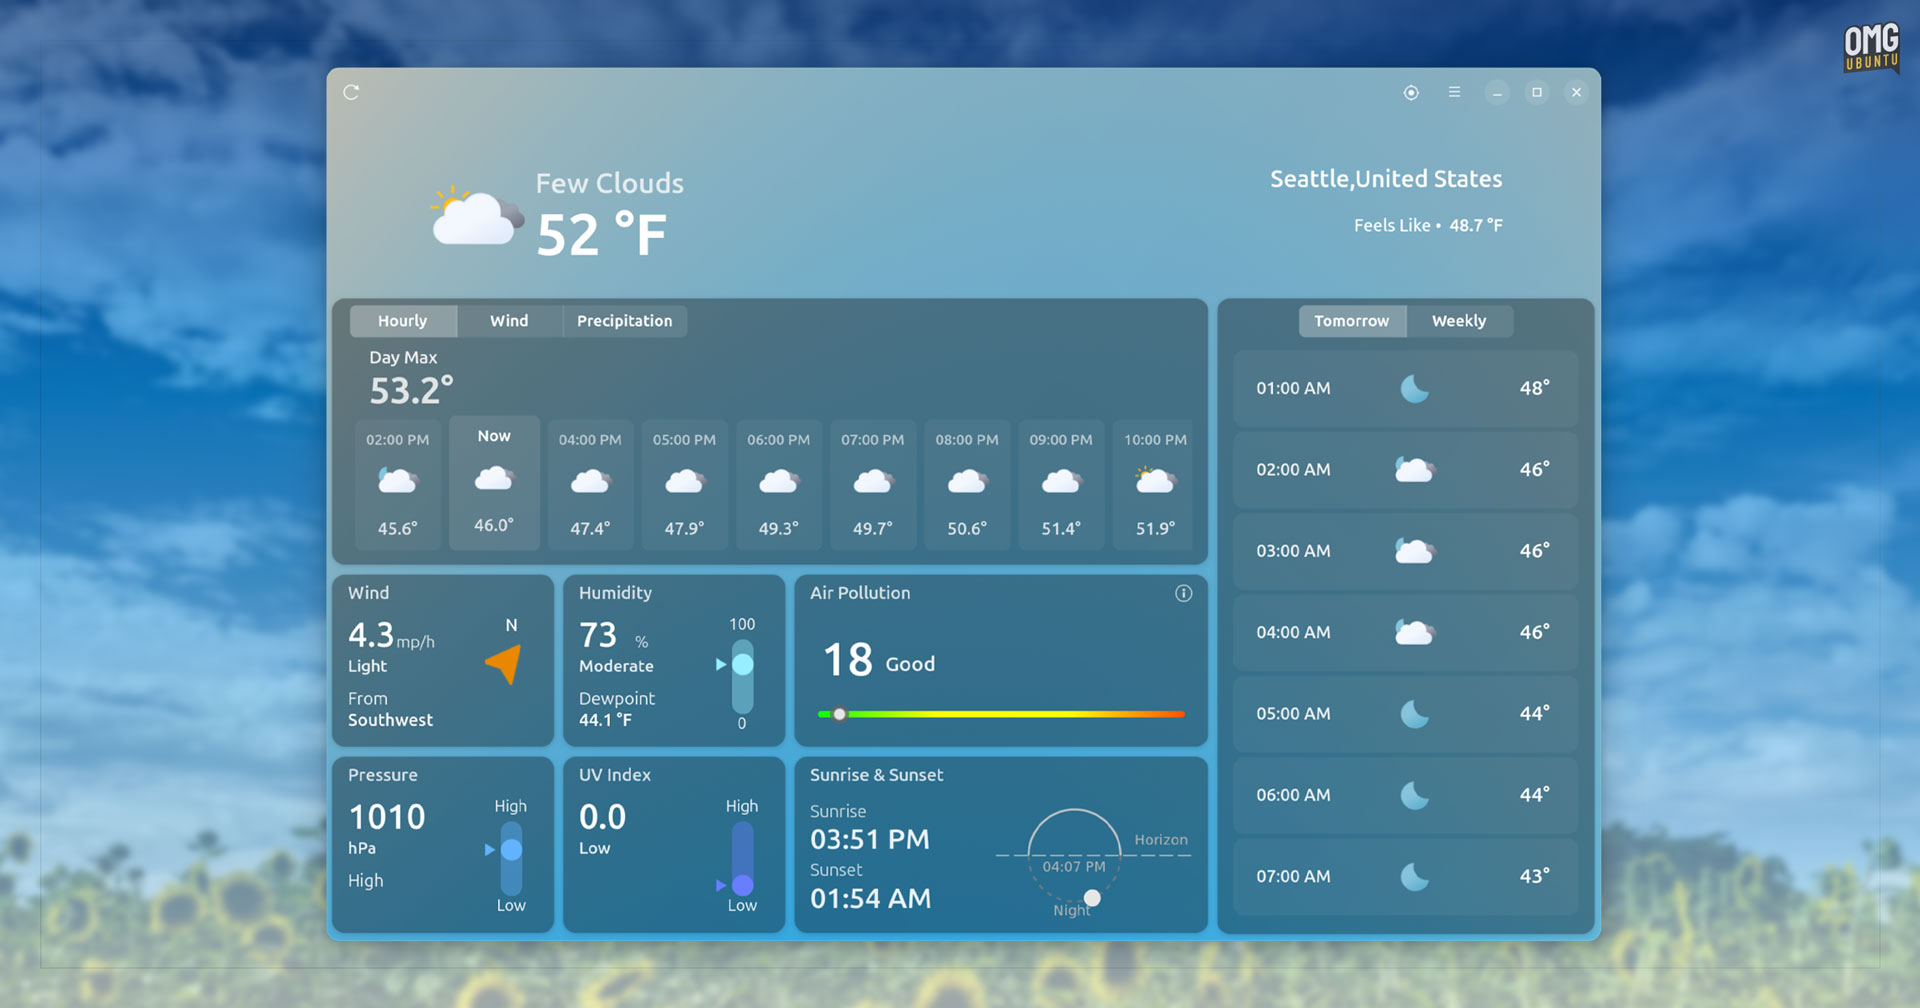 OMG
UBUNTU
Few Clouds
52 °F
Seattle,United States
Feels Like • 48.7 °F
Hourly Wind Precipitation
Day Max
53.2°
02:00 PM Now 04:00 PM 05:00 PM 06:00 PM 07:00 PM 08:00 PM 09:00 PM 10:00 PM
45.6° 46.0° 47.4° 47.9° 49.3° 49.7° 50.6° 51.4° 51.9°
Tomorrow Weekly
01:00 AM 48°
02:00 AM 46°
03:00 AM 46°
04:00 AM 46°
05:00 AM 44°
06:00 AM 44°
07:00 AM 43°
Wind
4.3 mp/h
N
Light
From
Southwest
Humidity
73 %
100
Moderate
Dewpoint
44.1 °F
0
Air Pollution
18 Good
Pressure
1010
High
hPa
High
Low
UV Index
0.0
High
Low
Low
Sunrise & Sunset
Sunrise
03:51 PM
Sunset
01:54 AM
Horizon
04:07 PM
Night